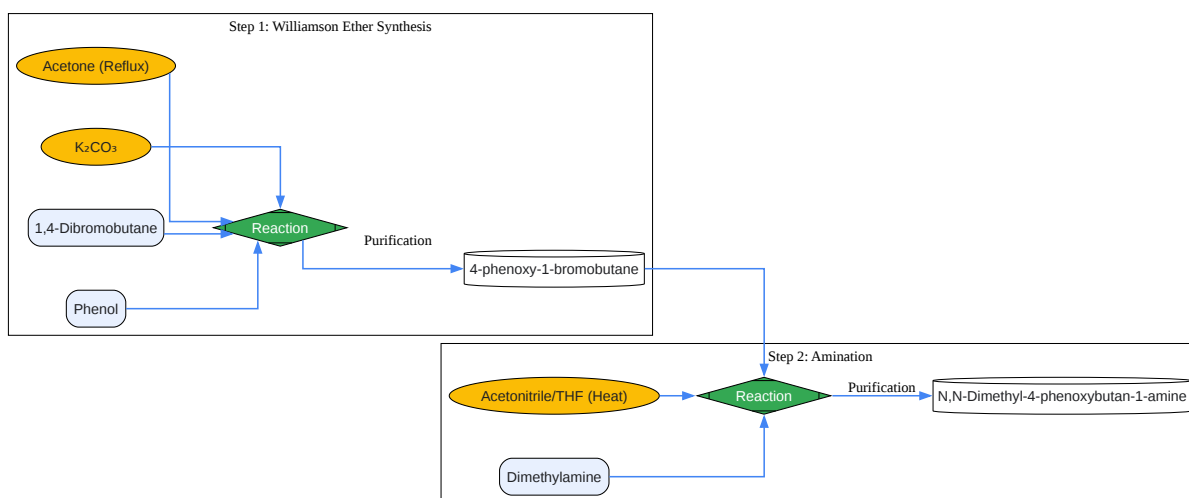 Step 1: Williamson Ether Synthesis
Acetone (Reflux)
K₂CO₃
1,4-Dibromobutane
Reaction
Purification
4-phenoxy-1-bromobutane
Phenol
Step 2: Amination
Acetonitrile/THF (Heat)
Reaction
Purification
N,N-Dimethyl-4-phenoxybutan-1-amine
Dimethylamine